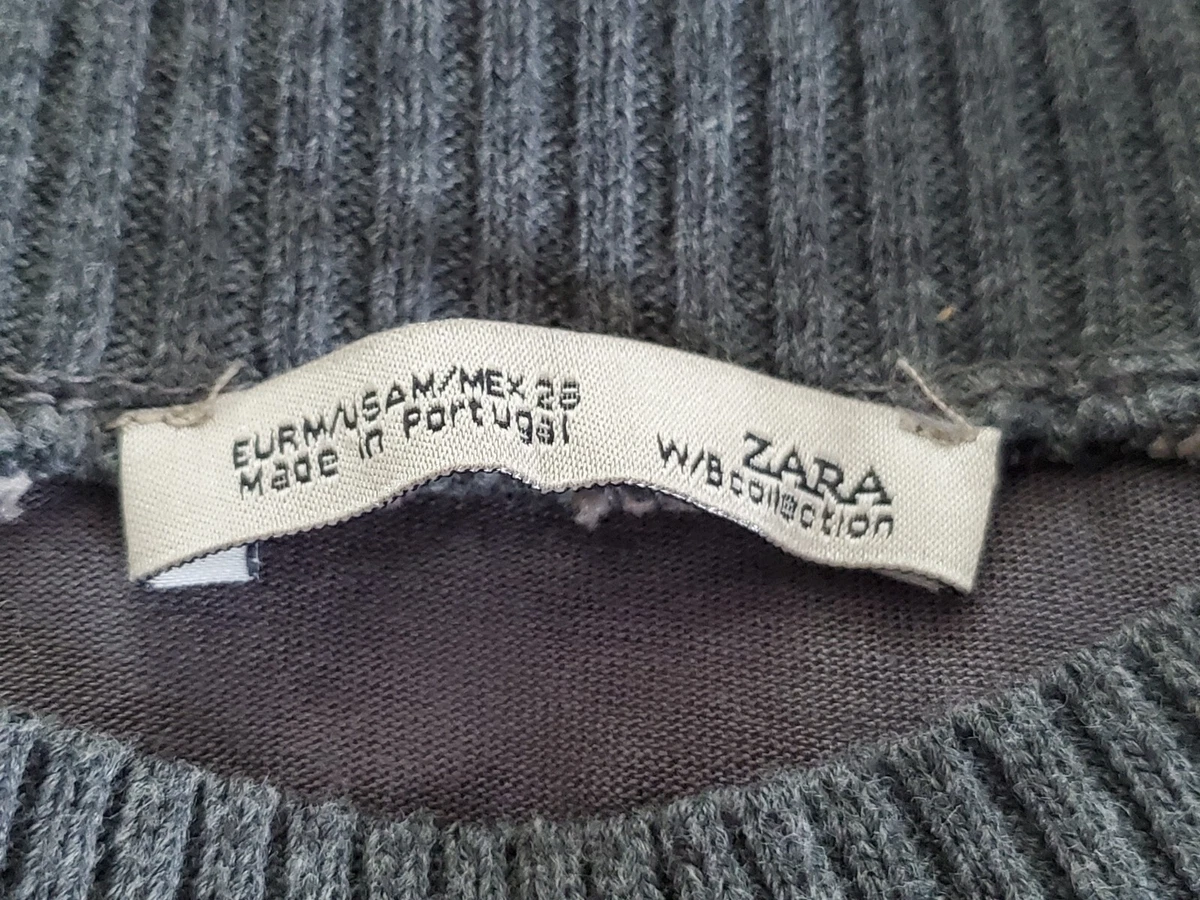 EUR M/USA M/MEX 28
Made in Portugal
ZARA
W/B collection